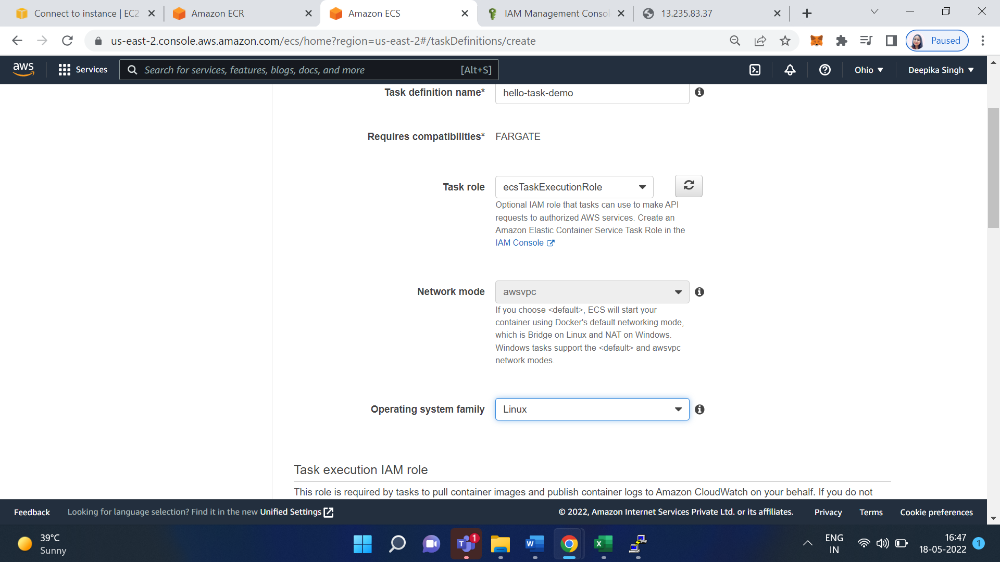 Connect to instance | EC2
Amazon ECR
Amazon ECS
IAM Management Consol
13.235.83.37
us-east-2.console.aws.amazon.com/ecs/home?region=us-east-2#/taskDefinitions/create
Paused
aws
Services
Search for services, features, blogs, docs, and more
[Alt+S]
Ohio
Deepika Singh
Task definition name*
hello-task-demo
Requires compatibilities*
FARGATE
Task role
ecsTaskExecutionRole
Optional IAM role that tasks can use to make API
requests to authorized AWS services. Create an
Amazon Elastic Container Service Task Role in the
IAM Console
Network mode
awsvpc
If you choose <default>, ECS will start your
container using Docker's default networking mode,
which is Bridge on Linux and NAT on Windows.
Windows tasks support the <default> and awsvpc
network modes.
Operating system family
Linux
Task execution IAM role
This role is required by tasks to pull container images and publish container logs to Amazon CloudWatch on your behalf. If you do not
Feedback
Looking for language selection? Find it in the new Unified Settings
© 2022, Amazon Internet Services Private Ltd. or its affiliates.
Privacy
Terms
Cookie preferences
39°C
Sunny
1
ENG
IN
16:47
18-05-2022
1